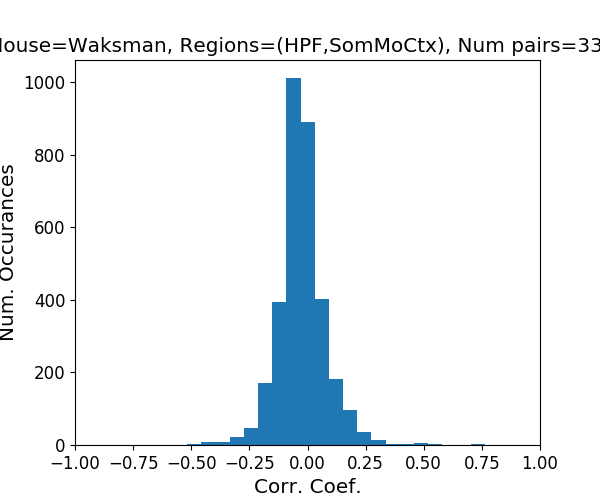 Mouse=Waksman, Regions=(HPF,SomMoCtx), Num pairs=33
1000
800
600
400
200
0
Num. Occurances
−1.00 −0.75 −0.50 −0.25 0.00 0.25 0.50 0.75 1.00
Corr. Coef.